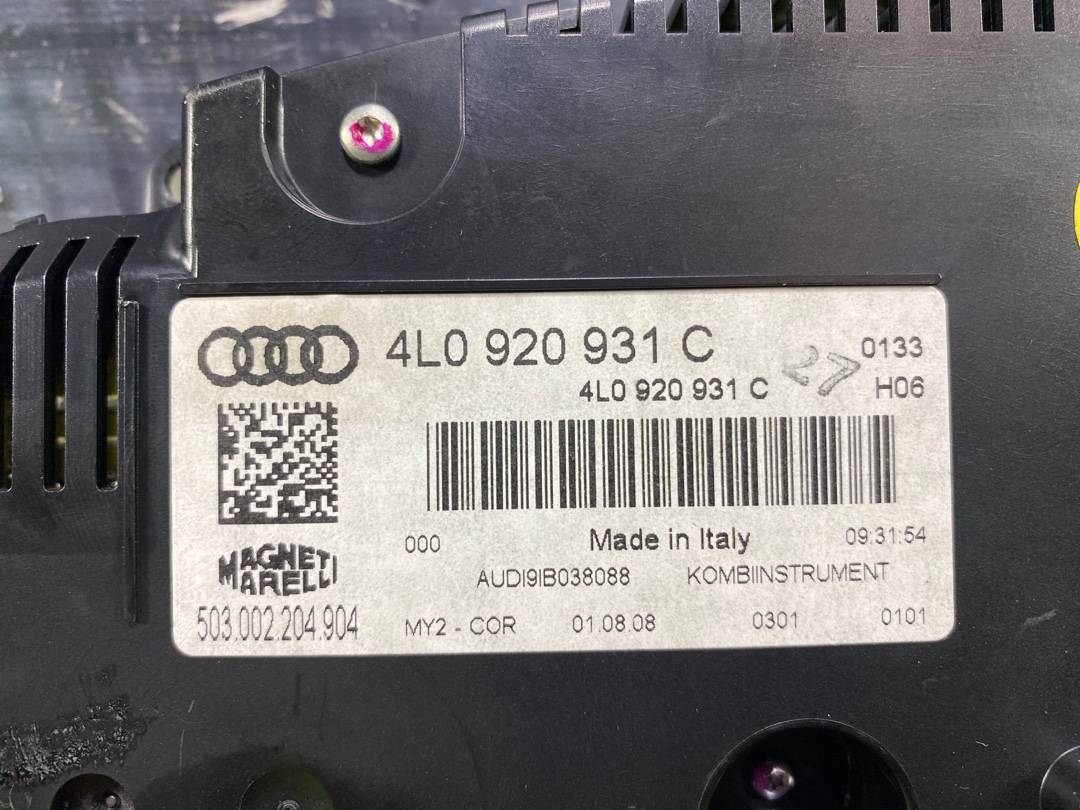 4L0 920 931 C
27
0133
4L0 920 931 C
H06
000
Made in Italy
09:31:54
MAGNETI
MARELLI
AUDI9IB038088
KOMBIINSTRUMENT
503.002.204.904
MY2 - COR
01.08.08
0301
0101